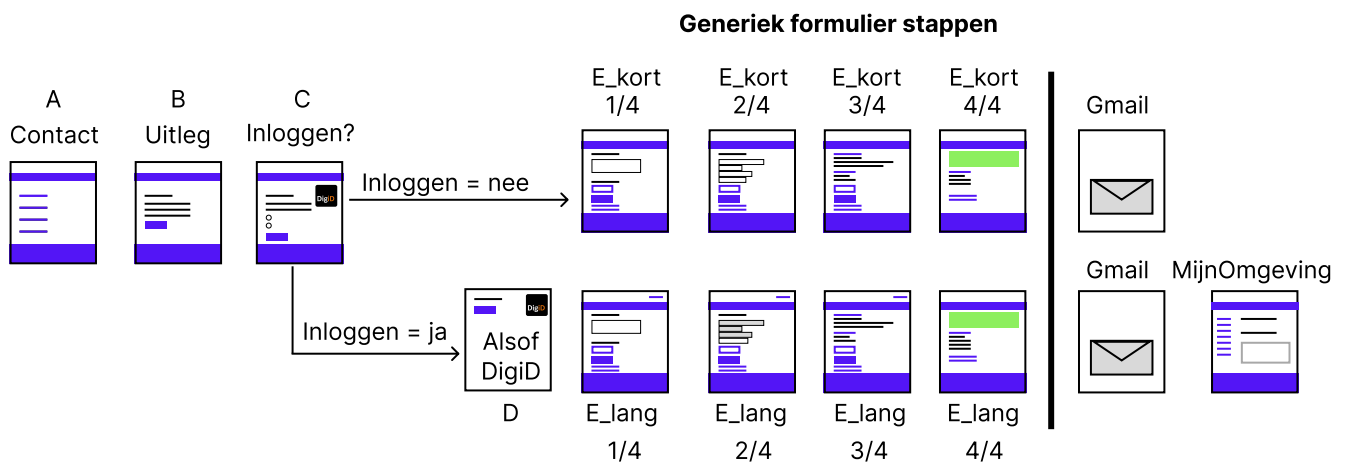 Generiek formulier stappen
A
Contact
B
Uitleg
C
Inloggen?
DigiD
Inloggen = nee
E_kort
1/4
E_kort
2/4
E_kort
3/4
E_kort
4/4
Gmail
Inloggen = ja
DigiD
Alsof
DigiD
D
E_lang
1/4
E_lang
2/4
E_lang
3/4
E_lang
4/4
Gmail
MijnOmgeving